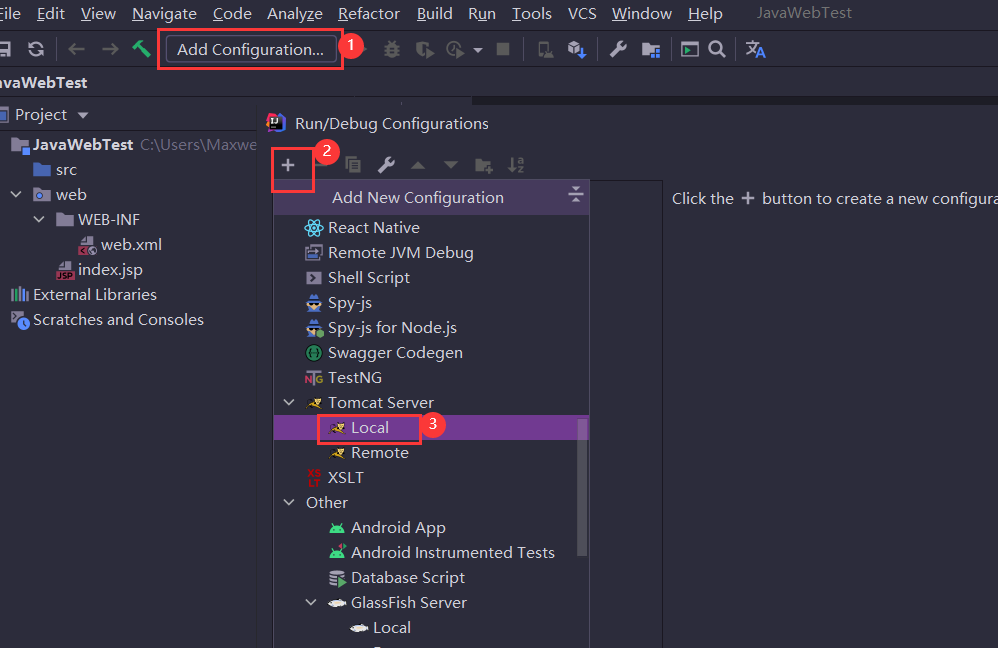 File Edit View Navigate Code Analyze Refactor Build Run Tools VCS Window Help JavaWebTest
Add Configuration... 1
avaWebTest
Project
Run/Debug Configurations
JavaWebTest C:\Users\Maxwe
2
src
Add New Configuration
Click the + button to create a new configura
web
React Native
WEB-INF
Remote JVM Debug
web.xml
Shell Script
index.jsp
Spy-js
External Libraries
Spy-js for Node.js
Scratches and Consoles
Swagger Codegen
TestNG
Tomcat Server
Local 3
Remote
XSLT
Other
Android App
Android Instrumented Tests
Database Script
GlassFish Server
Local